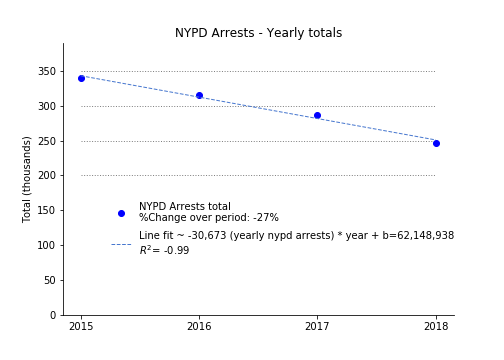 NYPD Arrests - Yearly totals
Total (thousands)
350
300
250
200
150
100
50
0
NYPD Arrests total
%Change over period: -27%
Line fit ~ -30,673 (yearly nypd arrests) * year + b=62,148,938
R²= -0.99
2015 2016 2017 2018